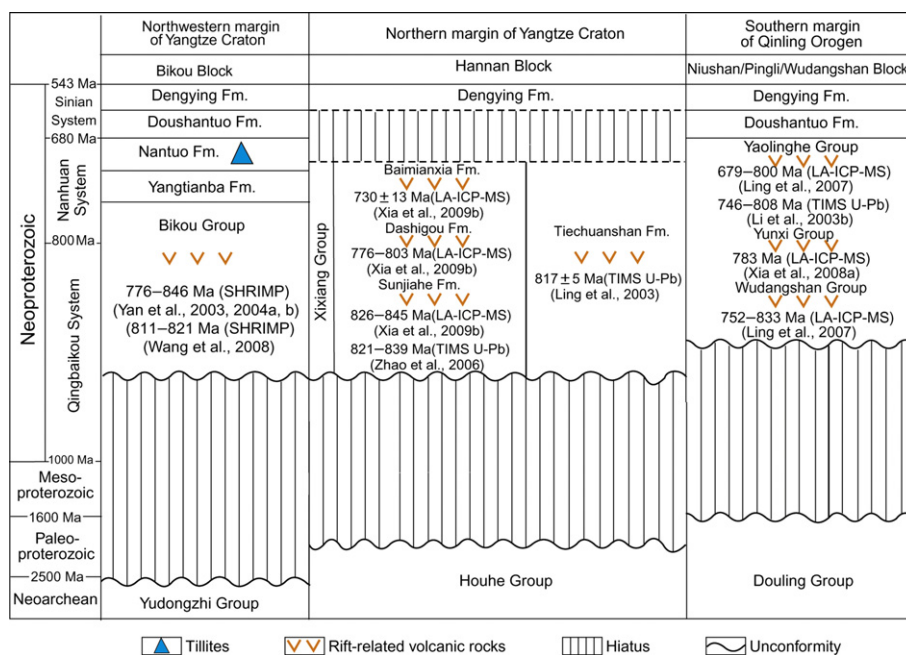 Northwestern margin
of Yangtze Craton
Northern margin of Yangtze Craton
Southern margin
of Qinling Orogen
Bikou Block
Hannan Block
Niushan/Pingli/Wudangshan Block
543 Ma
Neoproterozoic
Sinian
System
Dengying Fm.
Dengying Fm.
Dengying Fm.
Doushantuo Fm.
Doushantuo Fm.
680 Ma
Nanhuan
System
Nantuo Fm.
Yangtianba Fm.
Bikou Group
800 Ma
Qingbaikou System
776–846 Ma (SHRIMP)
(Yan et al., 2003, 2004a, b)
(811–821 Ma (SHRIMP)
(Wang et al., 2008)
Xixiang Group
Baimianxia Fm.
730±13 Ma(LA-ICP-MS)
(Xia et al., 2009b)
Dashigou Fm.
776–803 Ma(LA-ICP-MS)
(Xia et al., 2009b)
Sunjiahe Fm.
826–845 Ma(LA-ICP-MS)
(Xia et al., 2009b)
821–839 Ma(TIMS U-Pb)
(Zhao et al., 2006)
Tiechuanshan Fm.
817±5 Ma(TIMS U-Pb)
(Ling et al., 2003)
Yaolinghe Group
679–800 Ma(LA-ICP-MS)
(Ling et al., 2007)
746–808 Ma (TIMS U-Pb)
(Li et al., 2003b)
Yunxi Group
783 Ma(LA-ICP-MS)
(Xia et al., 2008a)
Wudangshan Group
752–833 Ma(LA-ICP-MS)
(Ling et al., 2007)
1000 Ma
Meso-
proterozoic
1600 Ma
Paleo-
proterozoic
2500 Ma
Neoarchean
Yudongzhi Group
Houhe Group
Douling Group
Tillites
Rift-related volcanic rocks
Hiatus
Unconformity